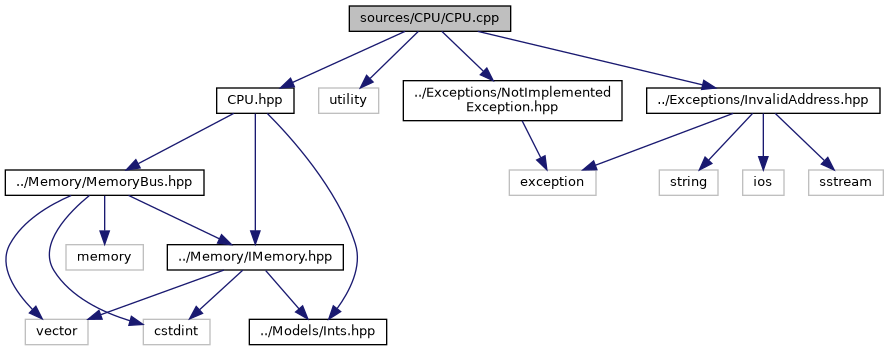 sources/CPU/CPU.cpp
CPU.hpp
utility
../Exceptions/NotImplemented
Exception.hpp
../Exceptions/InvalidAddress.hpp
../Memory/MemoryBus.hpp
exception
string
ios
sstream
memory
../Memory/IMemory.hpp
vector
cstdint
../Models/Ints.hpp